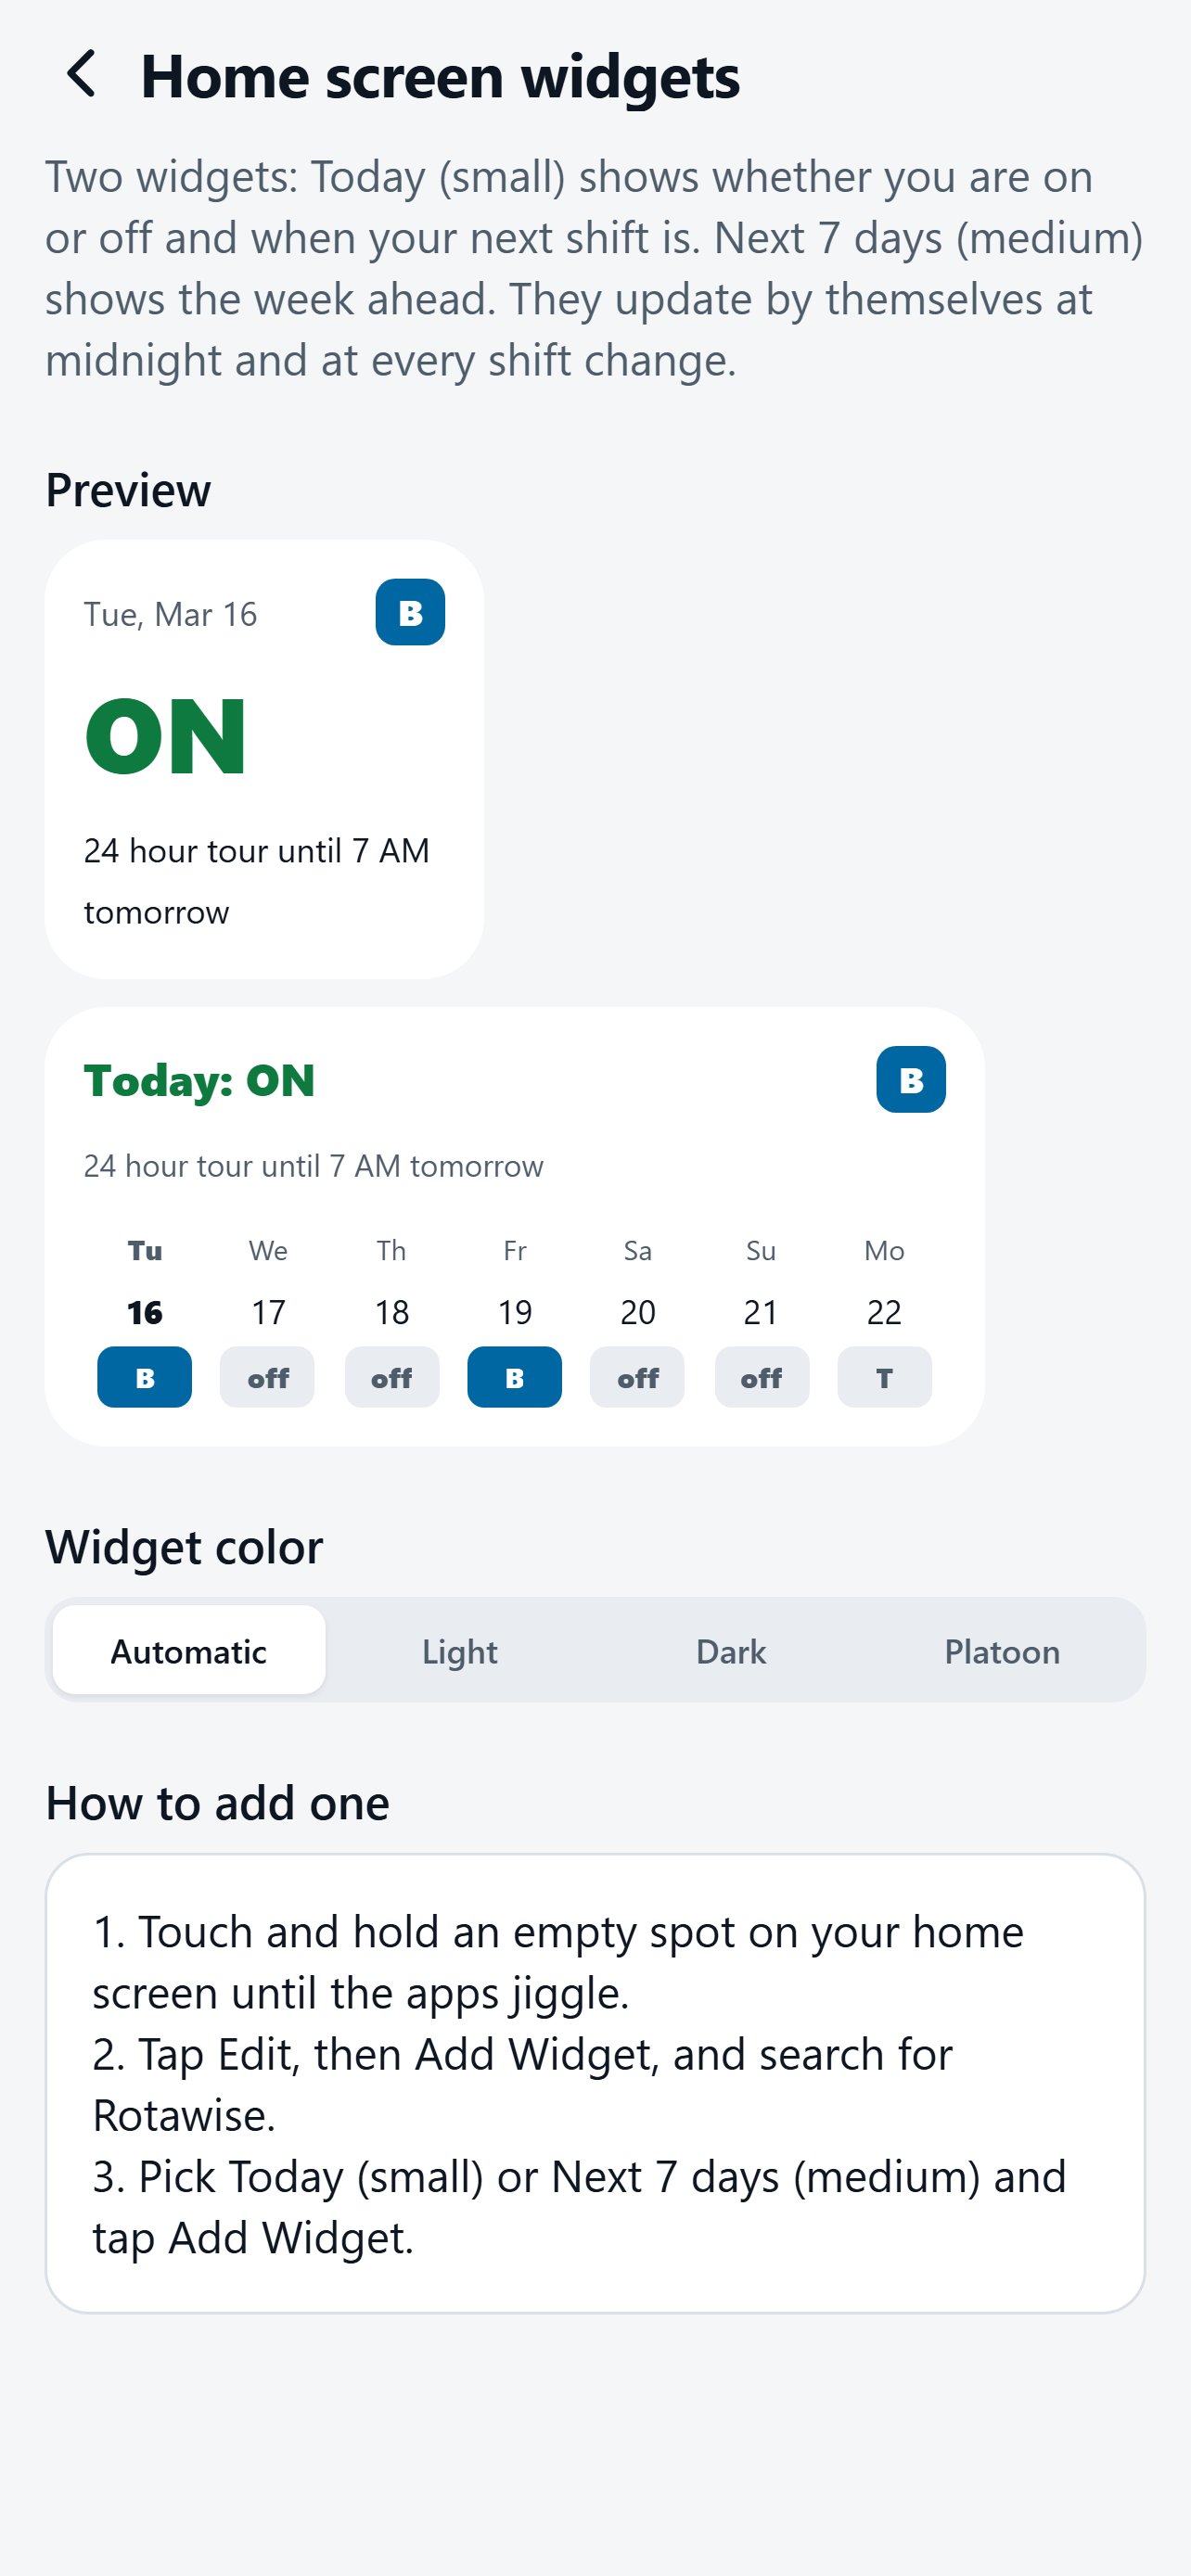 Home screen widgets
Two widgets: Today (small) shows whether you are on
or off and when your next shift is. Next 7 days (medium)
shows the week ahead. They update by themselves at
midnight and at every shift change.
Preview
Tue, Mar 16 B
ON
24 hour tour until 7 AM
tomorrow
Today: ON B
24 hour tour until 7 AM tomorrow
Tu We Th Fr Sa Su Mo
16 17 18 19 20 21 22
B off off B off off T
Widget color
Automatic Light Dark Platoon
How to add one
1. Touch and hold an empty spot on your home
screen until the apps jiggle.
2. Tap Edit, then Add Widget, and search for
Rotawise.
3. Pick Today (small) or Next 7 days (medium) and
tap Add Widget.